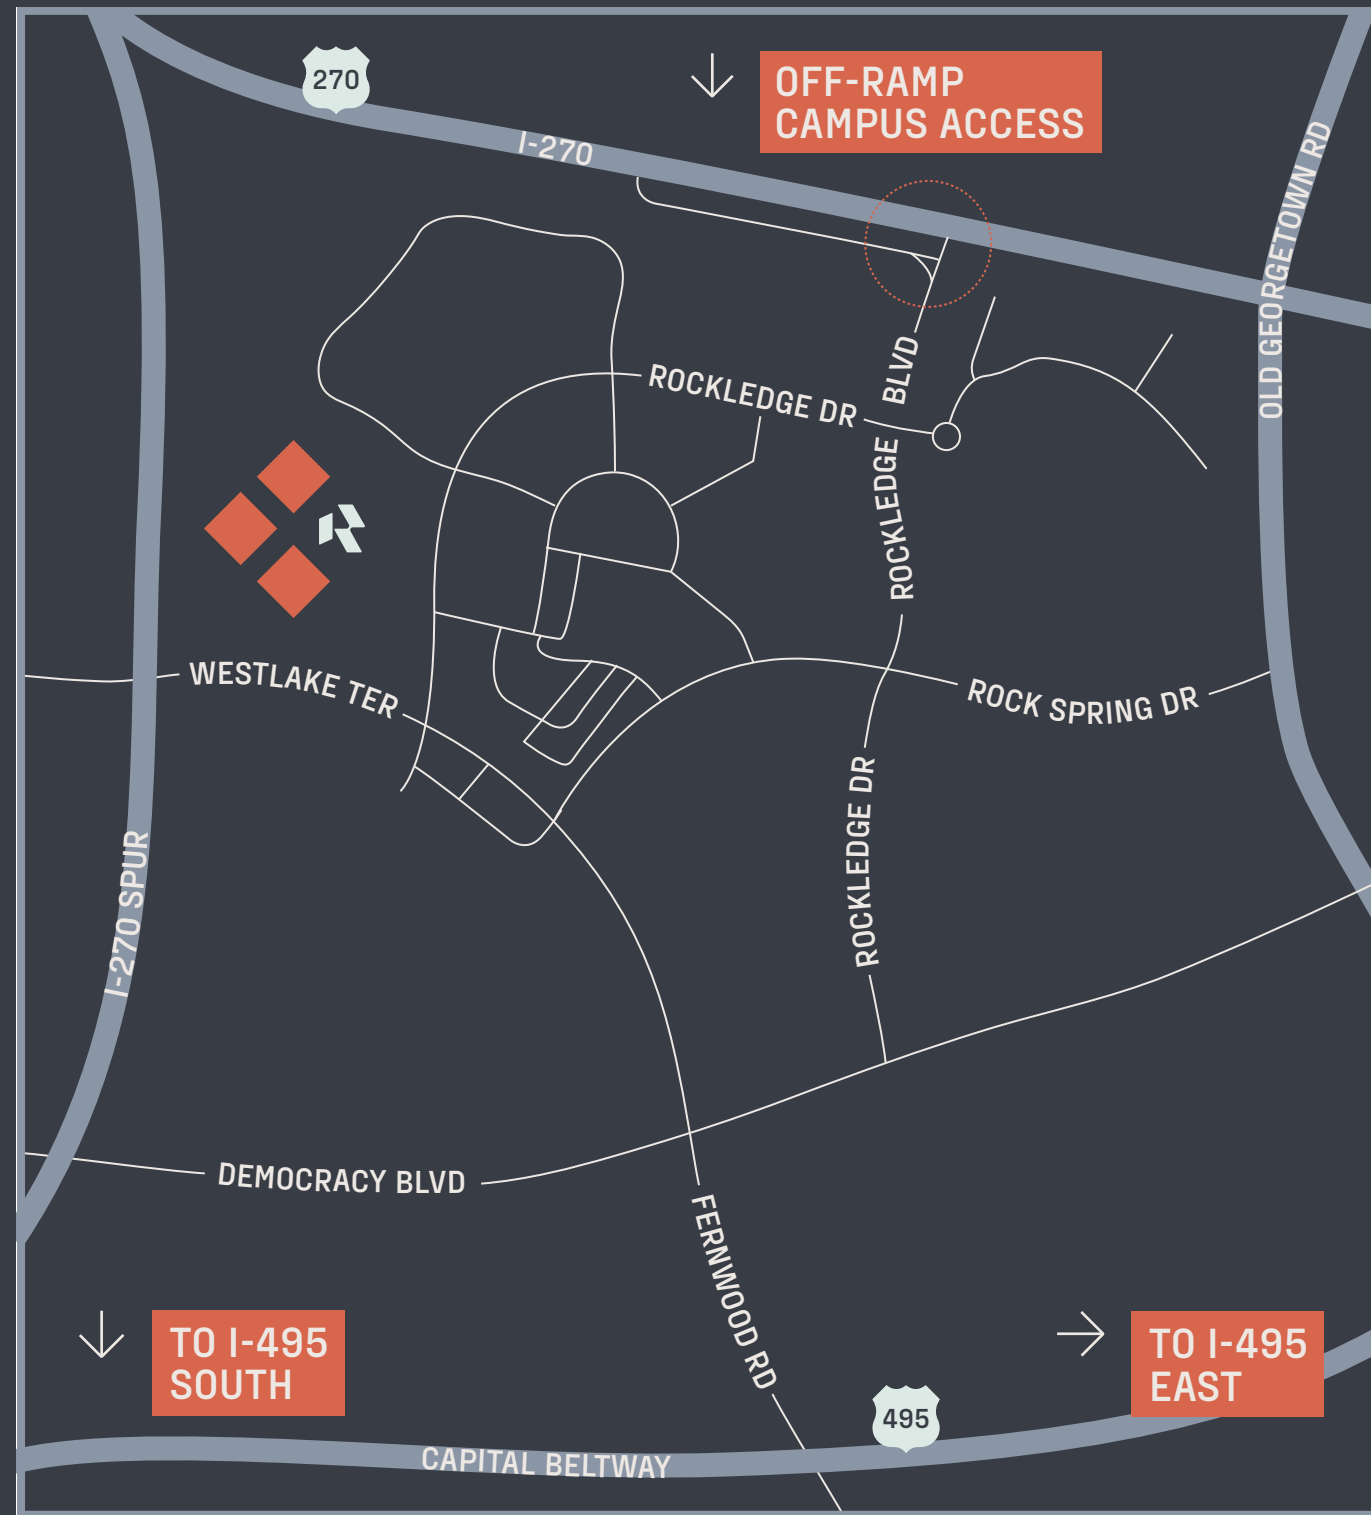 270
OFF-RAMP
CAMPUS ACCESS
I-270
OLD GEORGETOWN RD
ROCKLEDGE BLVD
ROCKLEDGE DR
WESTLAKE TER
ROCK SPRING DR
ROCKLEDGE DR
I-270 SPUR
DEMOCRACY BLVD
FERNWOOD RD
TO I-495
SOUTH
TO I-495
EAST
495
CAPITAL BELTWAY